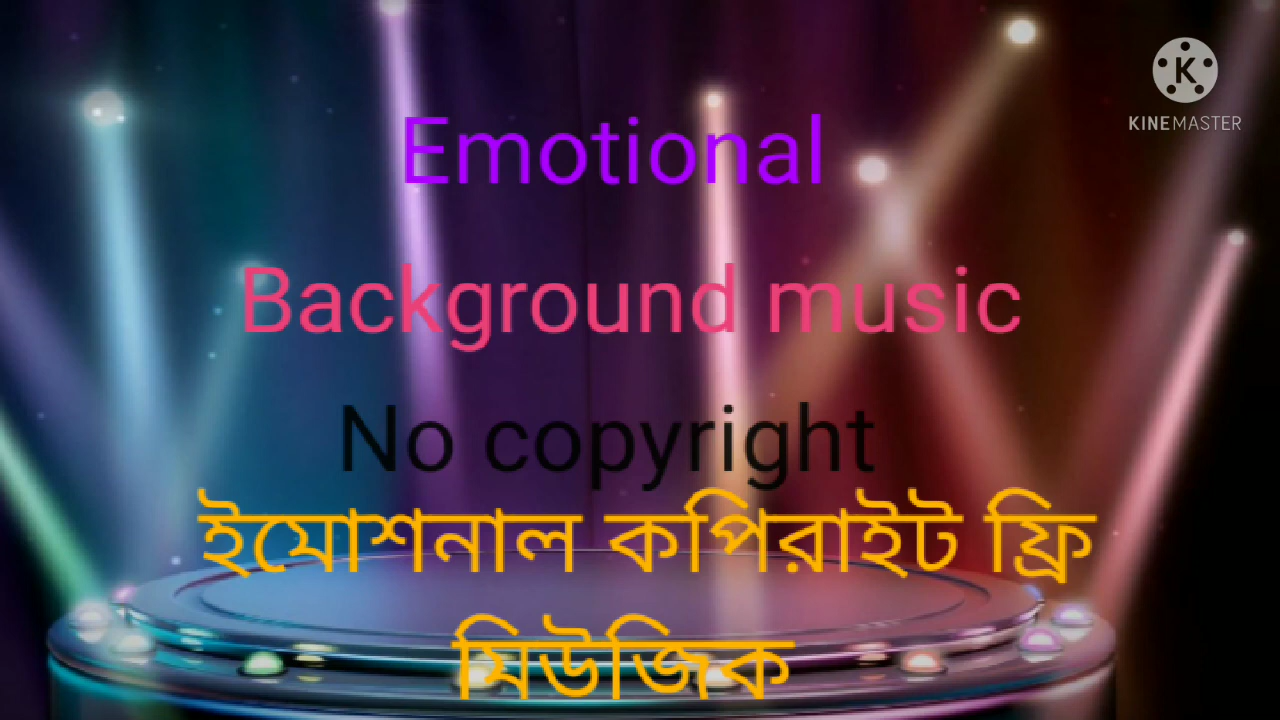 KINEMASTER
Emotional
Background music
No copyright
ইমোশনাল কপিরাইট ফ্রি
মিউজিক